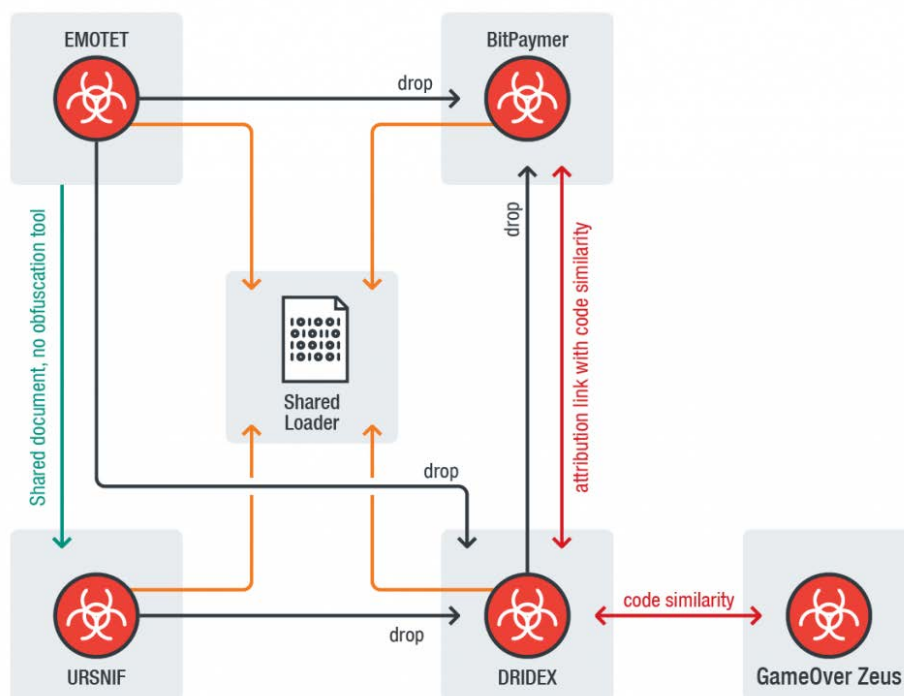 EMOTET
BitPaymer
drop
drop
Shared document, no obfuscation tool
attribution link with code similarity
Shared
Loader
drop
code similarity
drop
URSNIF
DRIDEX
GameOver Zeus